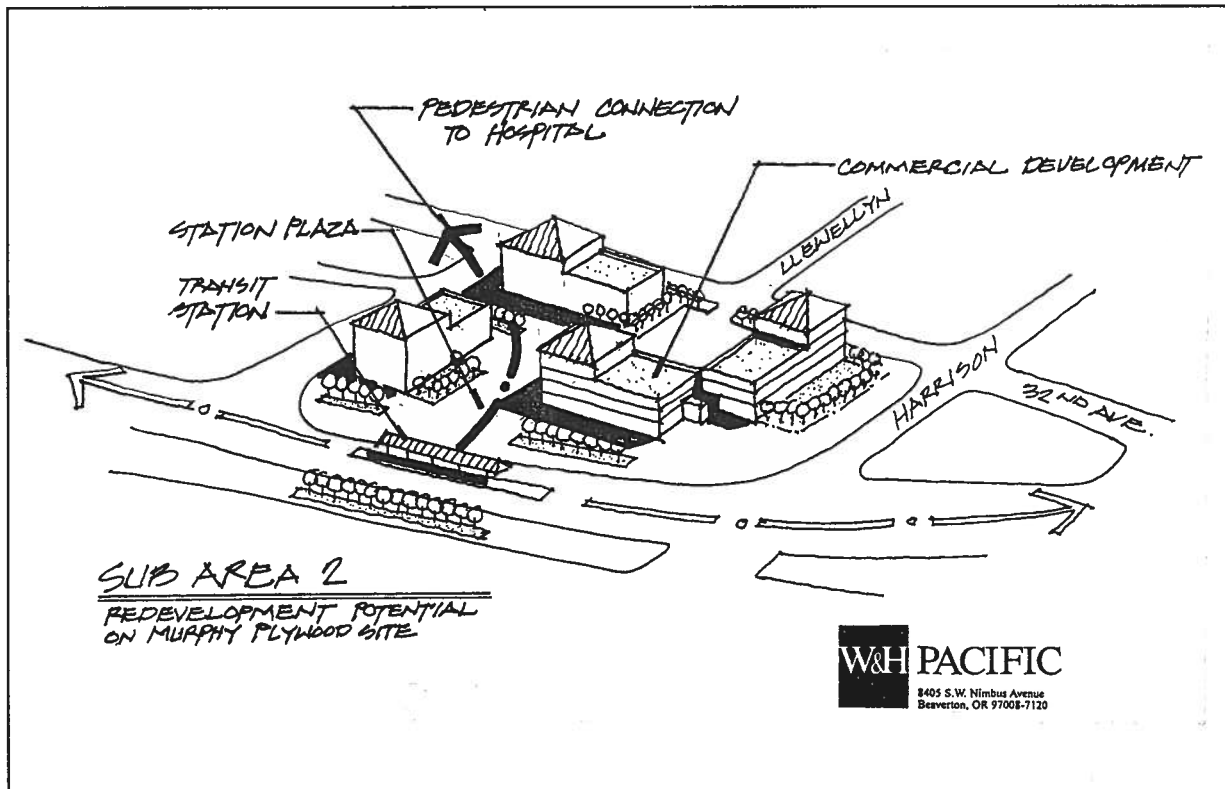 PEDESTRIAN CONNECTION
TO HOSPITAL
COMMERCIAL DEVELOPMENT
STATION PLAZA
TRANSIT
STATION
LLEWELLYN
HARRISON
32ND AVE.
SUB AREA 2
REDEVELOPMENT POTENTIAL
ON MURPHY PLYWOOD SITE
W&H PACIFIC
8405 S.W. Nimbus Avenue
Beaverton, OR 97008-7120